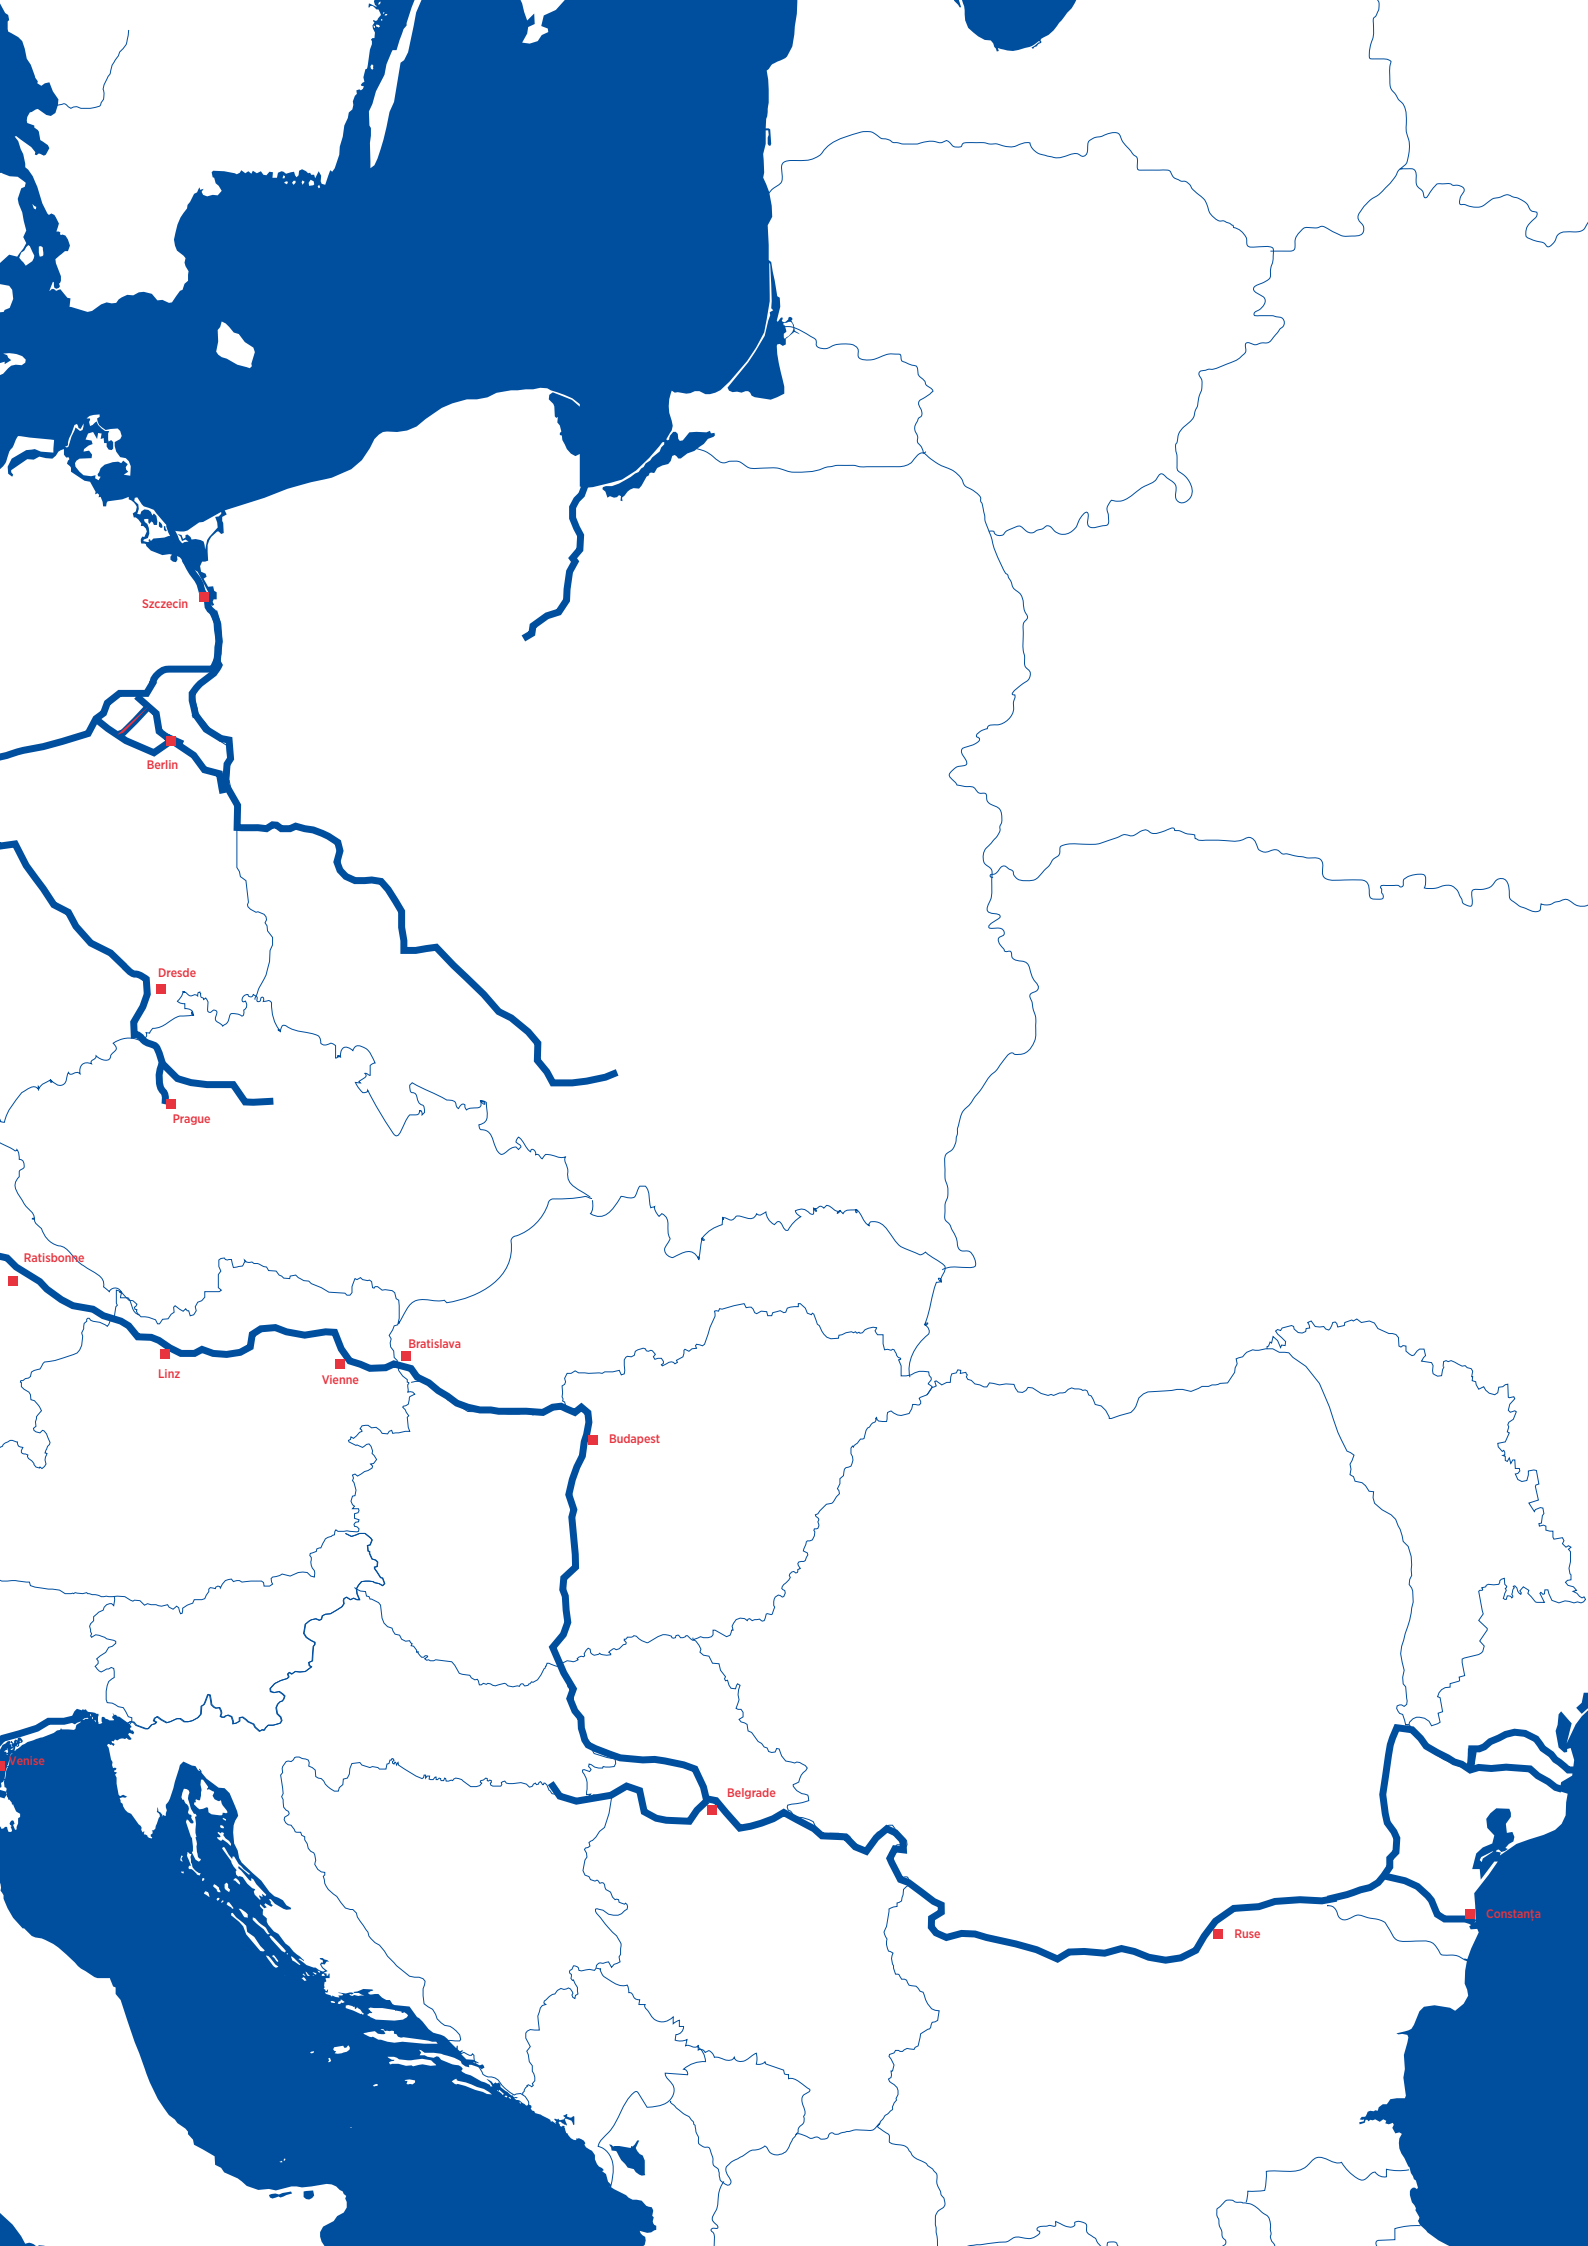 Szczecin
Berlin
Dresde
Prague
Ratisbonne
Bratislava
Linz
Vienne
Budapest
Venise
Belgrade
Constanța
Ruse